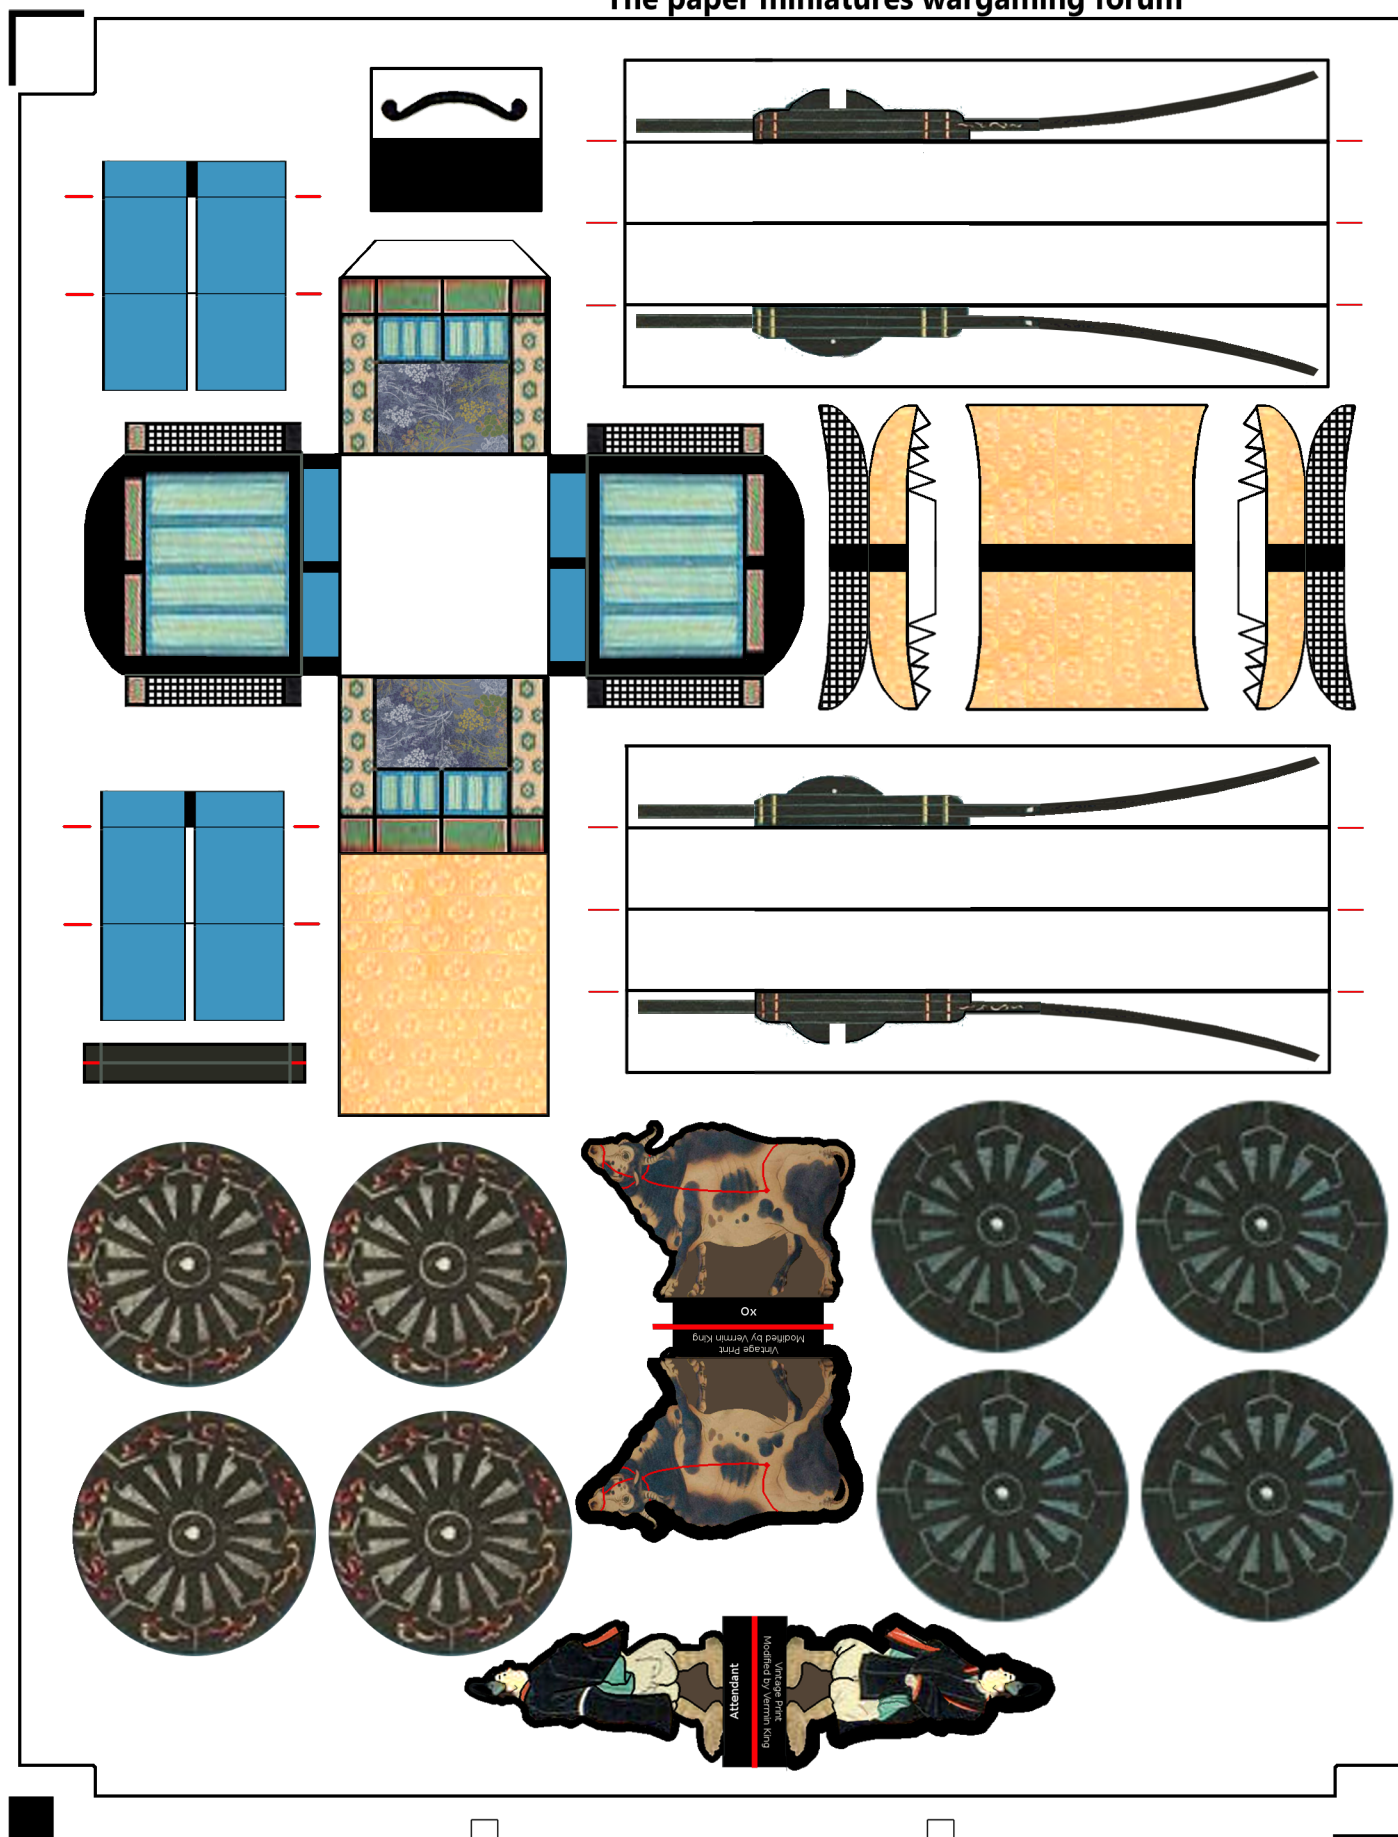 The paper miniatures wargaming forum
OX
Vintage Print
Modified by Vermin King
Attendant
Vintage Print
Modified by Vermin King